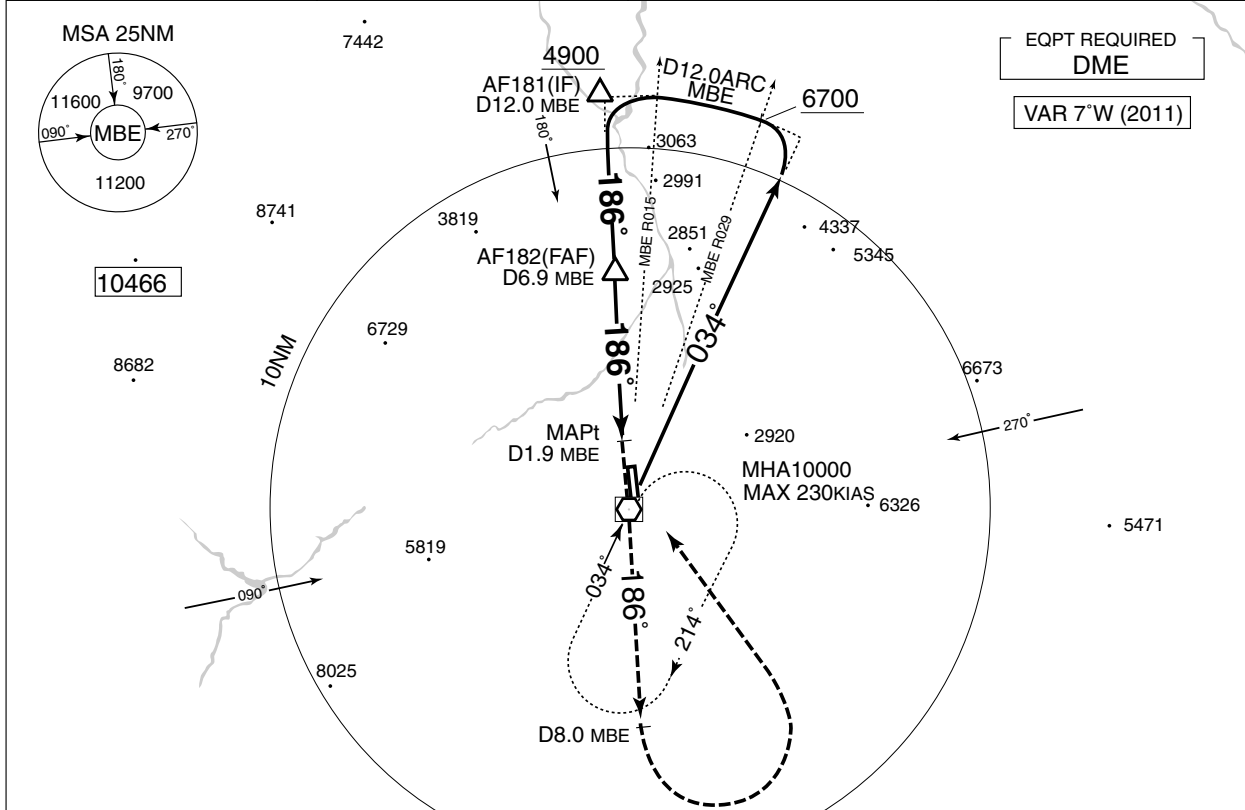 MSA 25NM
180°
11600
9700
MBE
090°
270°
11200
7442
4900
AF181(IF)
D12.0 MBE
D12.0ARC
MBE
6700
EQPT REQUIRED
DME
VAR 7°W (2011)
180°
3063
2991
186°
MBE R015
MBE R029
8741
3819
2851
4337
5345
AF182(FAF)
D6.9 MBE
2925
10466
034°
6729
186°
10NM
8682
6673
270°
MAPt
D1.9 MBE
2920
MHA10000
MAX 230KIAS
6326
5471
5819
034°
186°
090°
214°
8025
D8.0 MBE